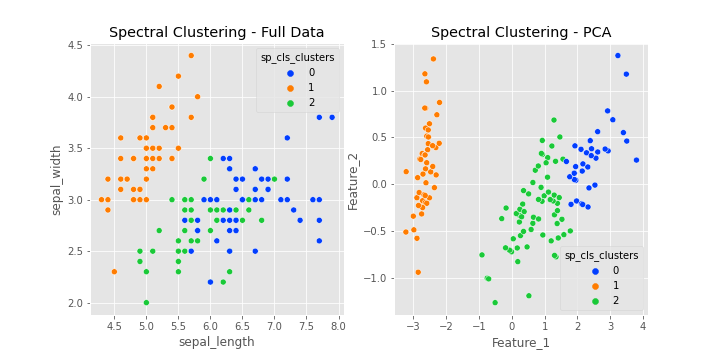 Spectral Clustering - Full Data
sepal_width
4.5
4.0
3.5
3.0
2.5
2.0
sp_cls_clusters
0
1
2
4.5 5.0 5.5 6.0 6.5 7.0 7.5 8.0
sepal_length
Spectral Clustering - PCA
Feature_2
1.5
1.0
0.5
0.0
−0.5
−1.0
sp_cls_clusters
0
1
2
−3 −2 −1 0 1 2 3 4
Feature_1